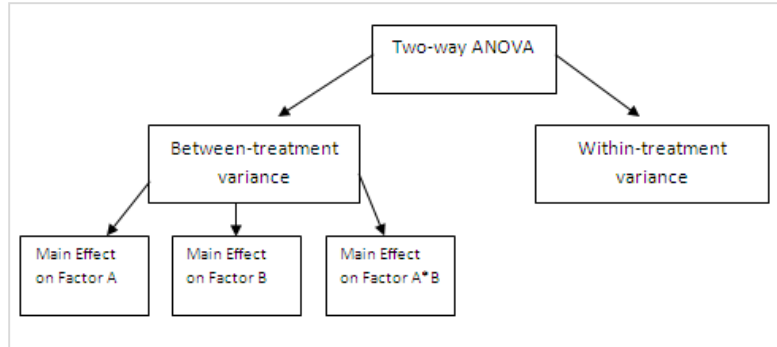 Two-way ANOVA
Between-treatment
variance
Within-treatment
variance
Main Effect
on Factor A
Main Effect
on Factor B
Main Effect
on Factor A*B